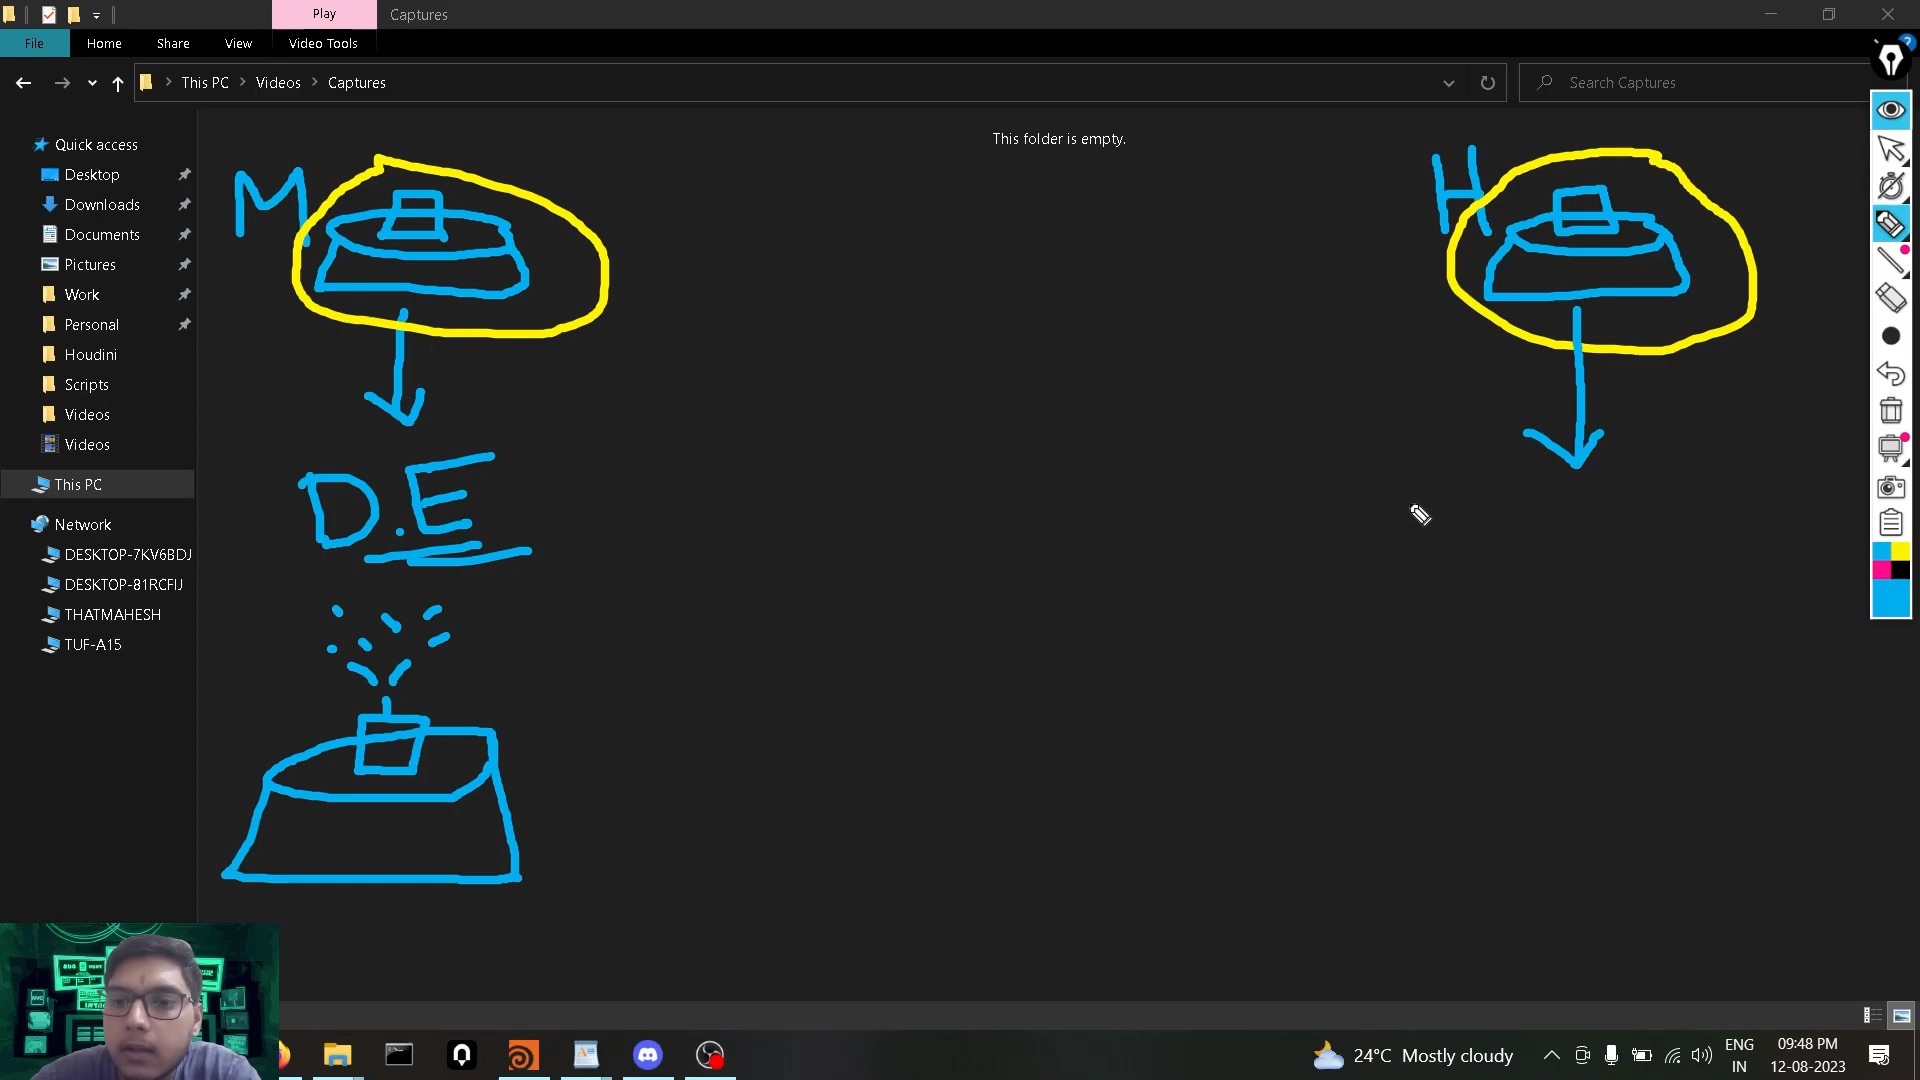 Play
Captures
File
Home
Share
View
Video Tools
This PC
Videos
Captures
Search Captures
Quick access
Desktop
Downloads
Documents
Pictures
Work
Personal
Houdini
Scripts
Videos
Videos
This PC
Network
DESKTOP-7KV6BDJ
DESKTOP-81RCFIJ
THATMAHESH
TUF-A15
This folder is empty.
M
H
D.E
24°C Mostly cloudy
ENG
IN
09:48 PM
12-08-2023